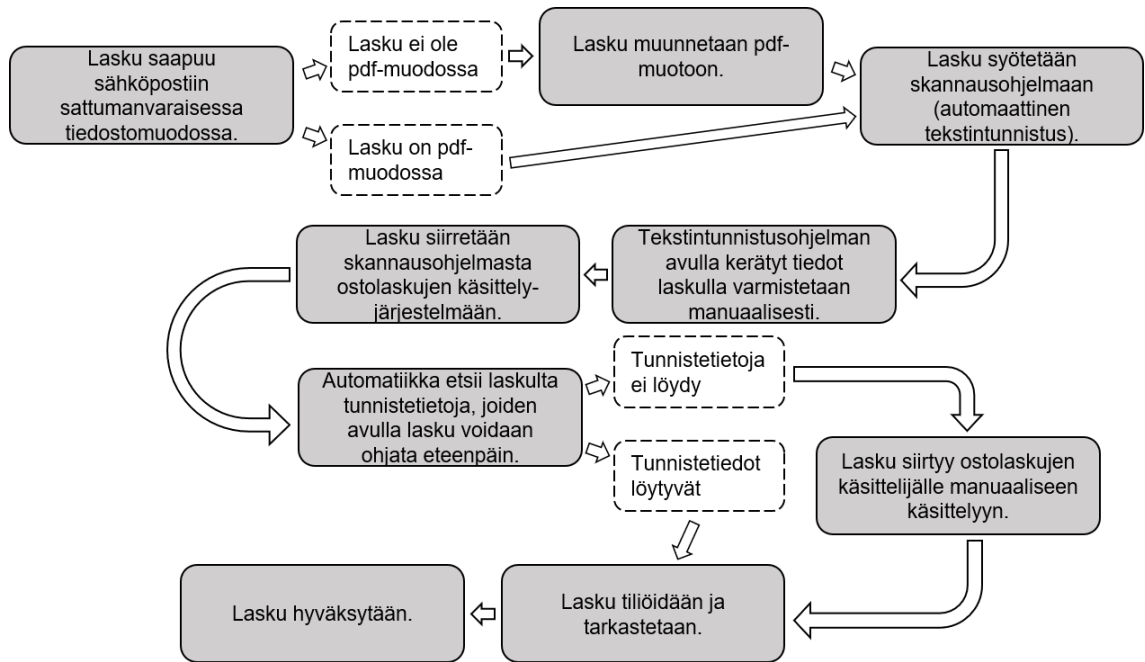 Lasku saapuu
sähköpostiin
sattumanvaraisessa
tiedostomuodossa.
Lasku ei ole
pdf-muodossa
Lasku muunnetaan pdf-
muotoon.
Lasku on pdf-
muodossa
Lasku syötetään
skannausohjelmaan
(automaattinen
tekstintunnistus).
Tekstintunnistusohjelman
avulla kerätyt tiedot
laskulla varmistetaan
manuaalisesti.
Lasku siirretään
skannausohjelmasta
ostolaskujen käsittely-
järjestelmään.
Automatiikka etsii laskulta
tunnistetietoja, joiden
avulla lasku voidaan
ohjata eteenpäin.
Tunnistetietoja
ei löydy
Tunnistetiedot
löytyvät
Lasku siirtyy ostolaskujen
käsittelijälle manuaaliseen
käsittelyyn.
Lasku tiliöidään ja
tarkastetaan.
Lasku hyväksytään.